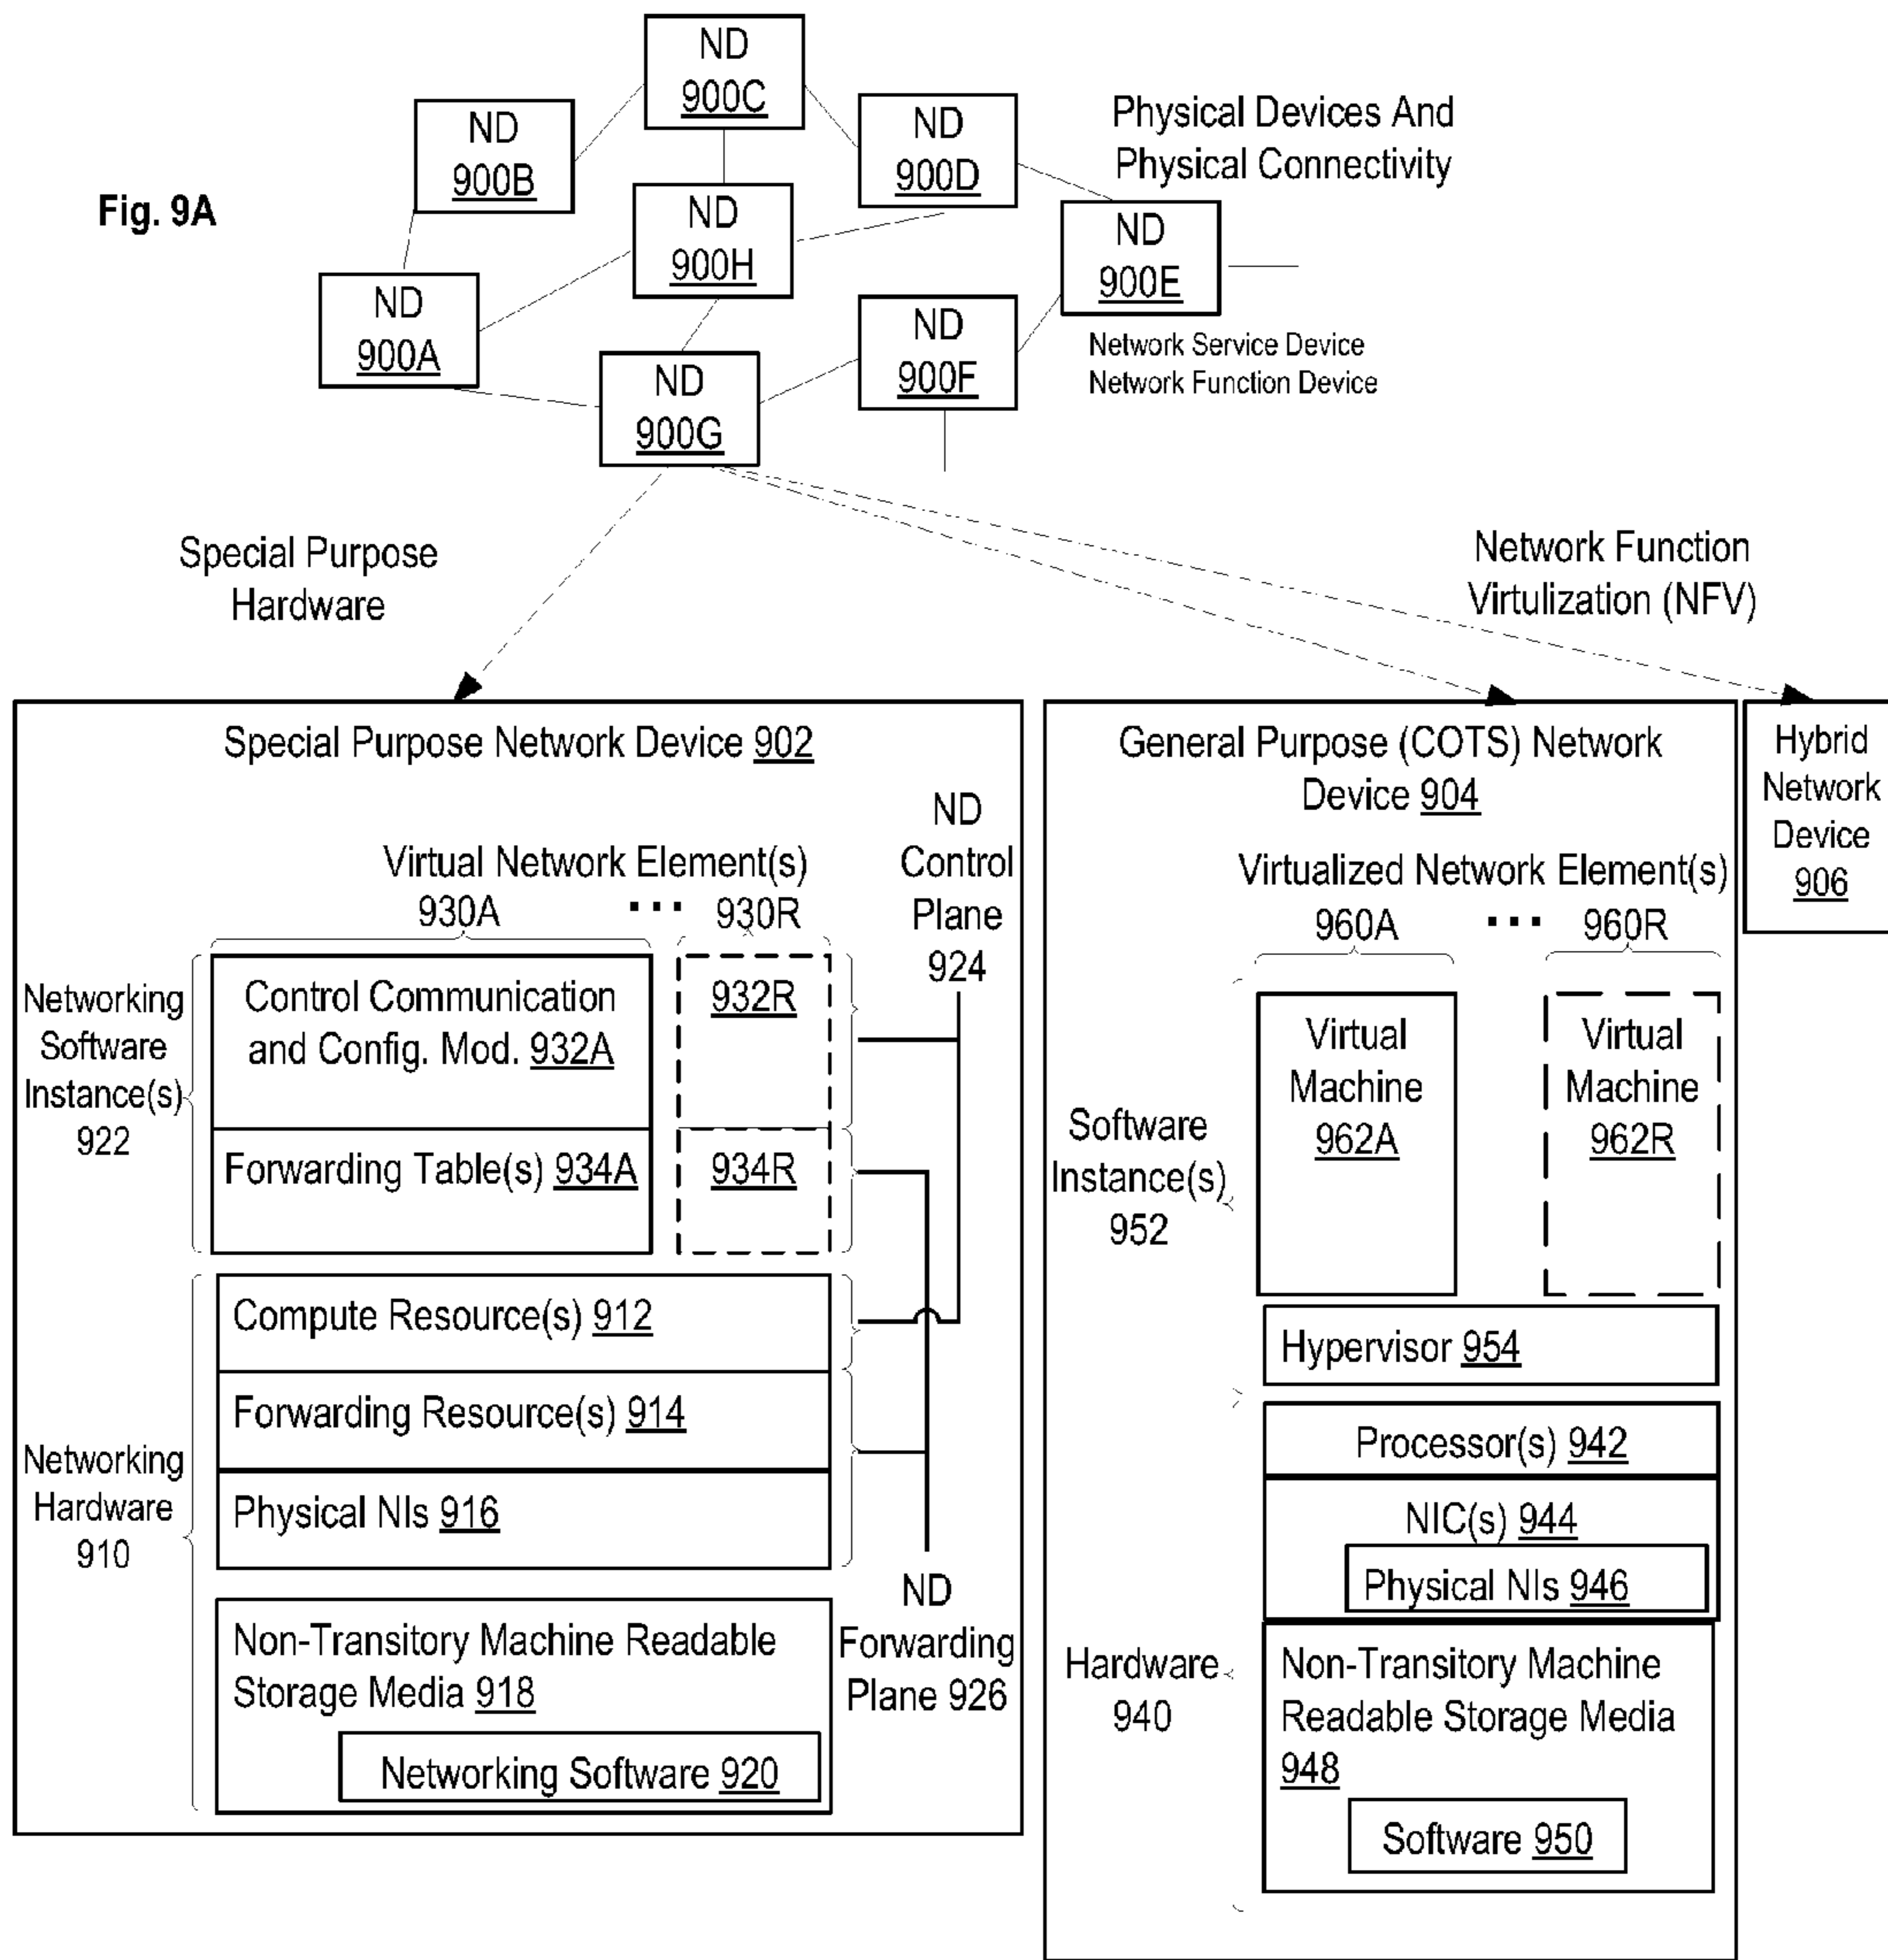 Fig. 9A
ND
900C
ND
900B
ND
900D
Physical Devices And
Physical Connectivity
ND
900H
ND
900E
ND
900A
ND
900F
ND
900G
Network Service Device
Network Function Device
Special Purpose
Hardware
Network Function
Virtulization (NFV)
Special Purpose Network Device 902
ND
Control
Plane
924
Virtual Network Element(s)
930A ... 930R
Networking
Software
Instance(s)
922
Control Communication
and Config. Mod. 932A
932R
Forwarding Table(s) 934A
934R
Networking
Hardware
910
Compute Resource(s) 912
Forwarding Resource(s) 914
Physical NIs 916
ND
Forwarding
Plane 926
Non-Transitory Machine Readable
Storage Media 918
Networking Software 920
General Purpose (COTS) Network
Device 904
Virtualized Network Element(s)
960A ... 960R
Software
Instance(s)
952
Virtual
Machine
962A
Virtual
Machine
962R
Hypervisor 954
Processor(s) 942
NIC(s) 944
Physical NIs 946
Hardware
940
Non-Transitory Machine
Readable Storage Media
948
Software 950
Hybrid
Network
Device
906